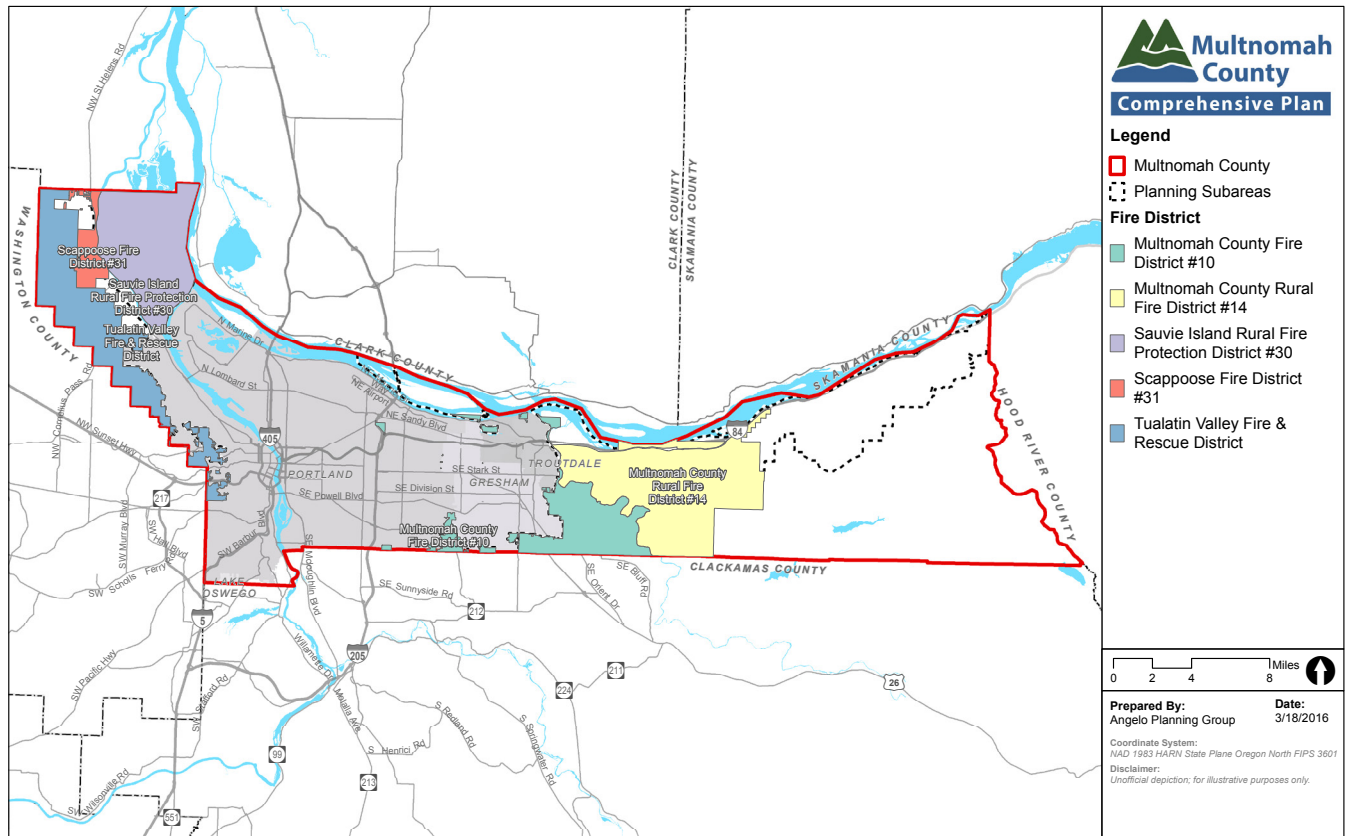 NW St Helens Rd
WASHINGTON COUNTY
Scappoose Fire
District #31
Sauvie Island
Rural Fire Protection
District #30
Tualatin Valley
Fire & Rescue
District
NW Cornelius Pass Rd
NW Sunset Hwy
N Marine Dr
N Lombard St
CLARK COUNTY
CLARK COUNTY
SKAMANIA COUNTY
SKAMANIA COUNTY
HOOD RIVER COUNTY
NE Airport Way
NE Sandy Blvd
84
405
PORTLAND
SE Stark St
TROUTDALE
GRESHAM
SE Division St
SE Powell Blvd
Multnomah County
Rural Fire
District #14
Multnomah County
Fire District #10
217
SW Murray Blvd
SW Hall Blvd
SW Scholls Ferry Rd
SW Barbur Blvd
SE Mcloughlin Blvd
LAKE
OSWEGO
CLACKAMAS COUNTY
SE Sunnyside Rd
212
SE Orient Dr
SE Bluff Rd
5
205
211
26
224
SW Pacific Hwy
SW Stafford Rd
Willamette Dr
Molalla Ave
S Redland Rd
S Springwater Rd
S Henrici Rd
99
213
SW Wilsonville Rd
551
Multnomah
County
Comprehensive Plan
Legend
Multnomah County
Planning Subareas
Fire District
Multnomah County Fire
District #10
Multnomah County Rural
Fire District #14
Sauvie Island Rural Fire
Protection District #30
Scappoose Fire District
#31
Tualatin Valley Fire &
Rescue District
Miles
0 2 4 8
Prepared By:
Angelo Planning Group
Date:
3/18/2016
Coordinate System:
NAD 1983 HARN State Plane Oregon North FIPS 3601
Disclaimer:
Unofficial depiction; for illustrative purposes only.